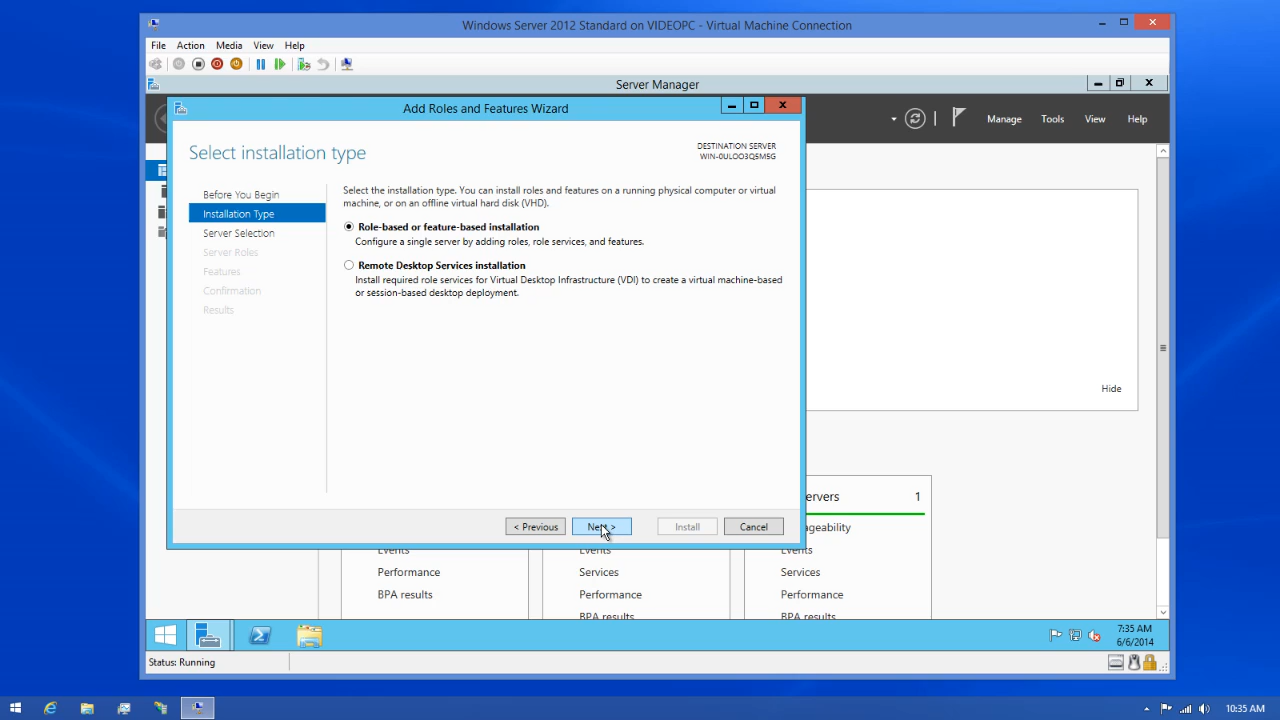 Windows Server 2012 Standard on VIDEOPC - Virtual Machine Connection
File Action Media View Help
Server Manager
Add Roles and Features Wizard
Manage Tools View Help
Select installation type
DESTINATION SERVER
WIN-0ULOO3Q5M5G
Before You Begin
Installation Type
Server Selection
Server Roles
Features
Confirmation
Results
Select the installation type. You can install roles and features on a running physical computer or virtual
machine, or on an offline virtual hard disk (VHD).
Role-based or feature-based installation
Configure a single server by adding roles, role services, and features.
Remote Desktop Services installation
Install required role services for Virtual Desktop Infrastructure (VDI) to create a virtual machine-based
or session-based desktop deployment.
Hide
< Previous Next > Install Cancel
ervers 1
ageability
Events Events Events
Performance Services Services
BPA results Performance Performance
BPA results BPA results
7:35 AM
6/6/2014
Status: Running
10:35 AM